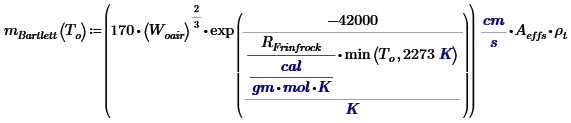 m_Bartlett(T_o) := (170 • (W_oair)^(2/3) • exp((-42000 / ((R_Frinfrock / (cal / (gm • mol • K))) • min(T_o, 2273 K))) / K)) cm/s • A_effs • ρ_t